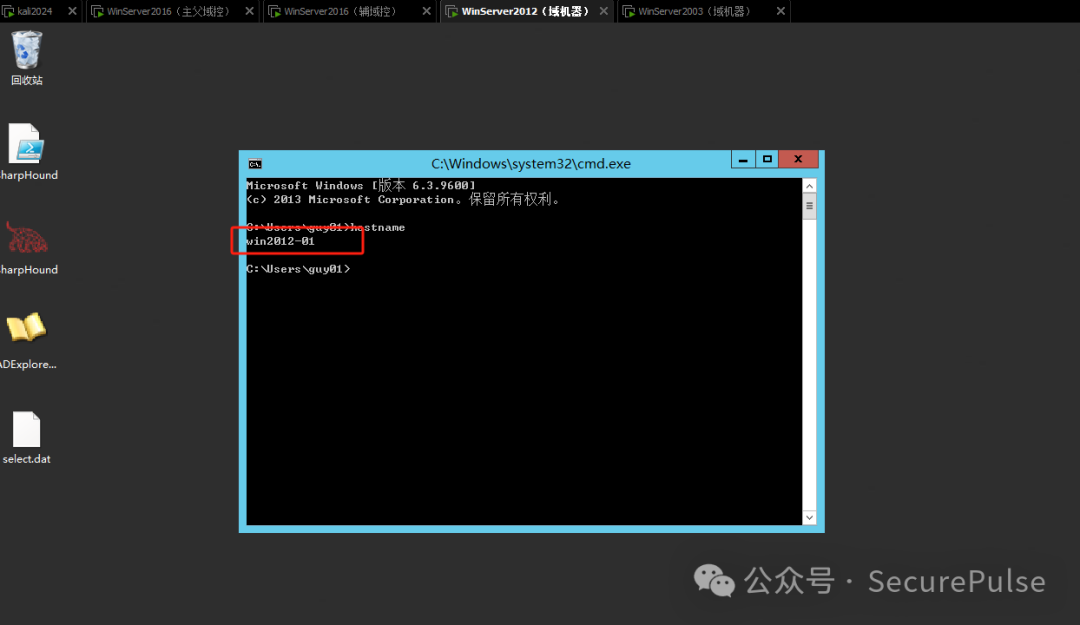 kali2024
WinServer2016（主父域控）
WinServer2016（辅域控）
WinServer2012（域机器）
WinServer2003（域机器）
回收站
harpHound
harpHound
ADExplore...
select.dat
C:\Windows\system32\cmd.exe
Microsoft Windows [版本 6.3.9600]
(c) 2013 Microsoft Corporation。保留所有权利。
C:\Users\guy01>hostname
win2012-01
C:\Users\guy01>
公众号 · SecurePulse